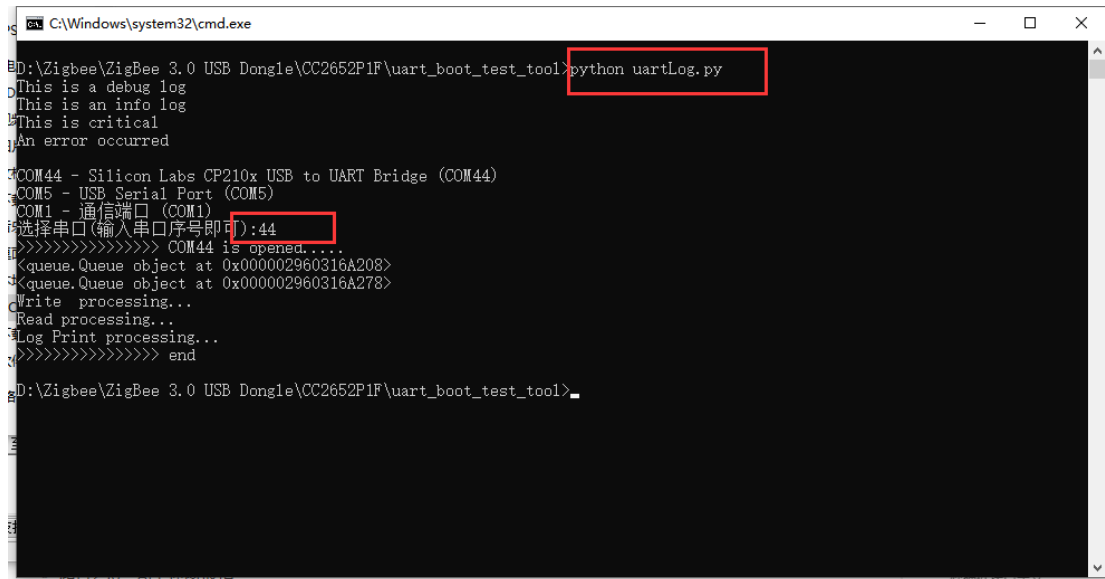 C:\Windows\system32\cmd.exe
D:\Zigbee\ZigBee 3.0 USB Dongle\CC2652P1F\uart_boot_test_tool>python uartLog.py
This is a debug log
This is an info log
This is critical
An error occurred
COM44 - Silicon Labs CP210x USB to UART Bridge (COM44)
COM5 - USB Serial Port (COM5)
COM1 - 通信端口 (COM1)
选择串口(输入串口序号即可):44
>>>>>>>>>>>>>>>> COM44 is opened.....
<queue.Queue object at 0x000002960316A208>
<queue.Queue object at 0x000002960316A278>
Write  processing...
Read processing...
Log Print processing...
>>>>>>>>>>>>>>>> end
D:\Zigbee\ZigBee 3.0 USB Dongle\CC2652P1F\uart_boot_test_tool>